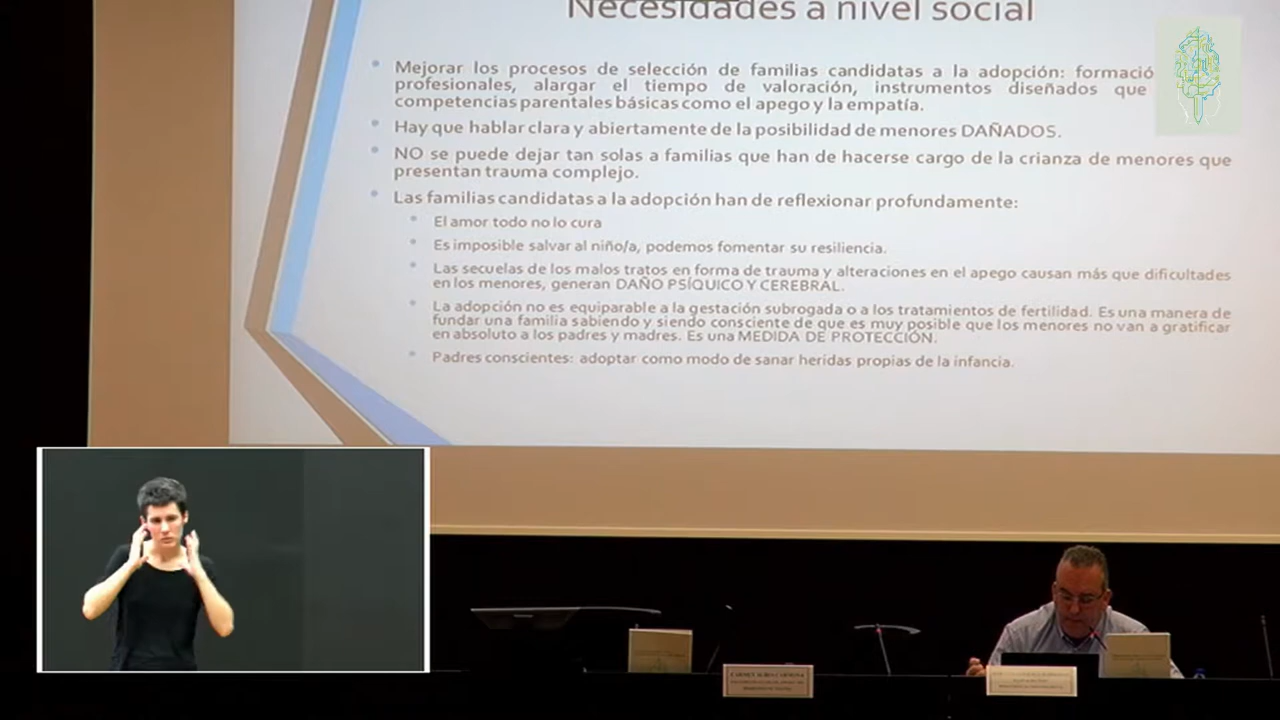 Necesidades a nivel social
• Mejorar los procesos de selección de familias candidatas a la adopción: formació
profesionales, alargar el tiempo de valoración, instrumentos diseñados que
competencias parentales básicas como el apego y la empatía.
• Hay que hablar clara y abiertamente de la posibilidad de menores DAÑADOS.
• NO se puede dejar tan solas a familias que han de hacerse cargo de la crianza de menores que
presentan trauma complejo.
• Las familias candidatas a la adopción han de reflexionar profundamente:
• El amor todo no lo cura
• Es imposible salvar al niño/a, podemos fomentar su resiliencia.
• Las secuelas de los malos tratos en forma de trauma y alteraciones en el apego causan más que dificultades
en los menores, generan DAÑO PSÍQUICO Y CEREBRAL.
• La adopción no es equiparable a la gestación subrogada o a los tratamientos de fertilidad. Es una manera de
fundar una familia sabiendo y siendo consciente de que es muy posible que los menores no van a gratificar
en absoluto a los padres y madres. Es una MEDIDA DE PROTECCIÓN.
• Padres conscientes: adoptar como modo de sanar heridas propias de la infancia.